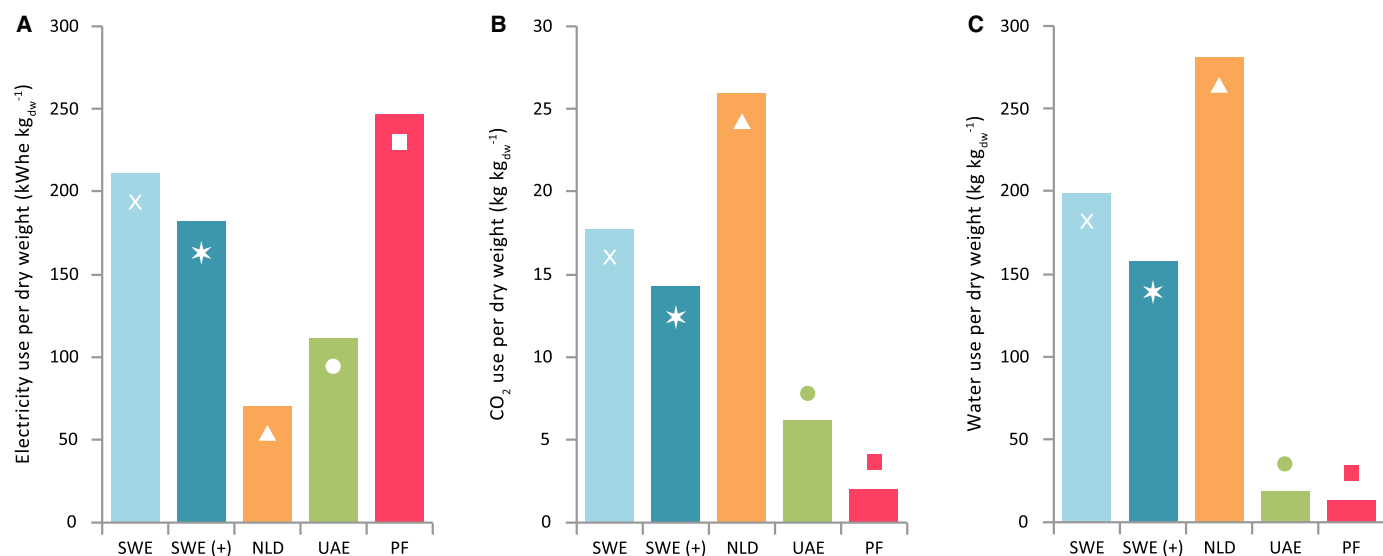 A
Electricity use per dry weight (kWhe kg_dw^-1)
300
250
200
150
100
50
0
X
SWE
SWE (+)
NLD
UAE
PF
B
CO2 use per dry weight (kg kg_dw^-1)
30
25
20
15
10
5
0
X
SWE
SWE (+)
NLD
UAE
PF
C
Water use per dry weight (kg kg_dw^-1)
300
250
200
150
100
50
0
X
SWE
SWE (+)
NLD
UAE
PF